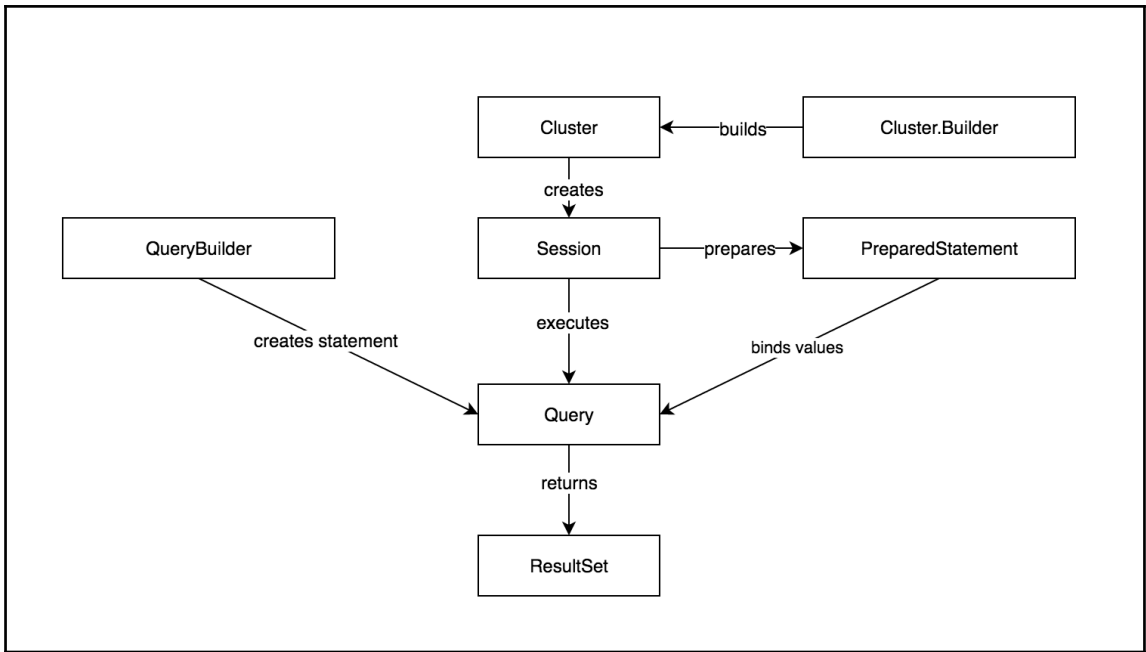 Cluster
builds
Cluster.Builder
creates
QueryBuilder
Session
prepares
PreparedStatement
executes
creates statement
binds values
Query
returns
ResultSet